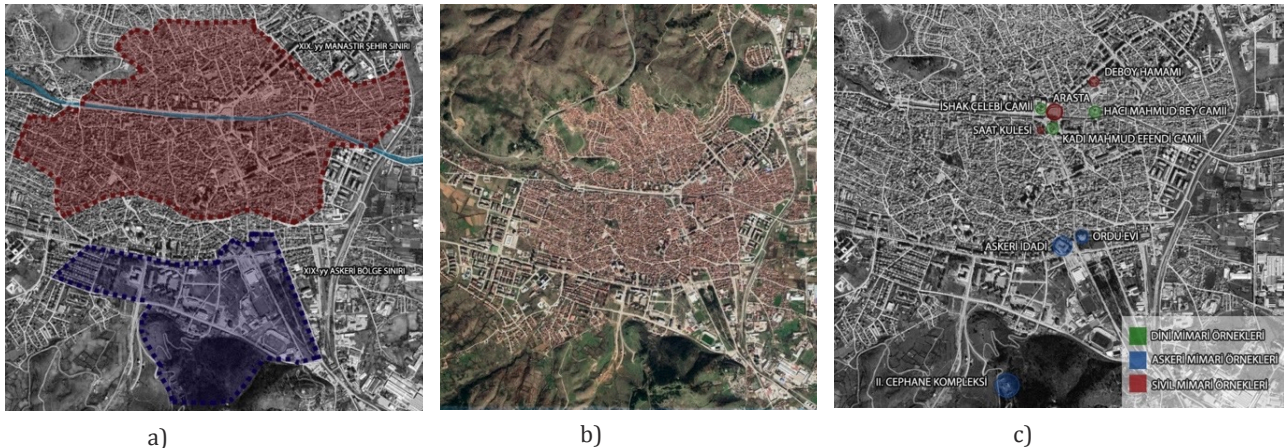 XIX. yy MANASTIR ŞEHİR SINIRI
XIX. yy ASKERİ BÖLGE SINIRI
a)
b)
DEBOY HAMAMI
ARASTA
ISHAK ÇELEBİ CAMİİ
HACI MAHMUD BEY CAMİİ
SAAT KULESİ
KADI MAHMUD EFENDİ CAMİİ
ORDU EVİ
ASKERİ İDADİ
II. CEPHANE KOMPLEKSİ
DİNİ MİMARİ ÖRNEKLERİ
ASKERİ MİMARİ ÖRNEKLERİ
SİVİL MİMARİ ÖRNEKLERİ
c)